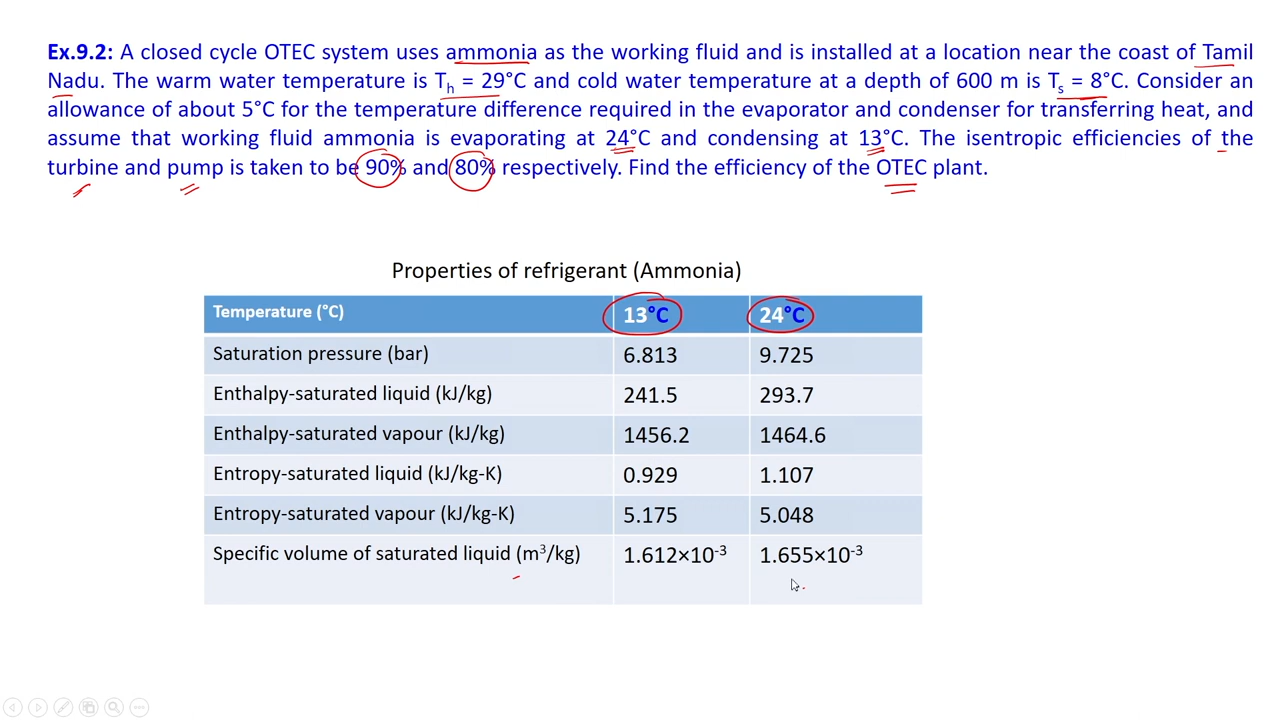 Ex.9.2: A closed cycle OTEC system uses ammonia as the working fluid and is installed at a location near the coast of Tamil
Nadu. The warm water temperature is Th = 29°C and cold water temperature at a depth of 600 m is Ts = 8°C. Consider an
allowance of about 5°C for the temperature difference required in the evaporator and condenser for transferring heat, and
assume that working fluid ammonia is evaporating at 24°C and condensing at 13°C. The isentropic efficiencies of the
turbine and pump is taken to be 90% and 80% respectively. Find the efficiency of the OTEC plant.
Properties of refrigerant (Ammonia)
Temperature (°C) 13°C 24°C
Saturation pressure (bar) 6.813 9.725
Enthalpy-saturated liquid (kJ/kg) 241.5 293.7
Enthalpy-saturated vapour (kJ/kg) 1456.2 1464.6
Entropy-saturated liquid (kJ/kg-K) 0.929 1.107
Entropy-saturated vapour (kJ/kg-K) 5.175 5.048
Specific volume of saturated liquid (m³/kg) 1.612×10⁻³ 1.655×10⁻³